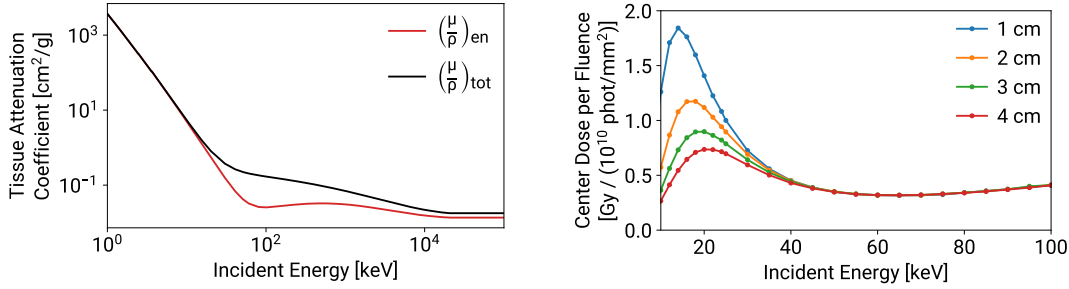 Tissue Attenuation
Coefficient [cm²/g]
10³
10¹
10⁻¹
10⁰
10²
10⁴
Incident Energy [keV]
(μ/ρ)en
(μ/ρ)tot
Center Dose per Fluence
[Gy / (10¹⁰ phot/mm²)]
2.0
1.5
1.0
0.5
0.0
20
40
60
80
100
Incident Energy [keV]
1 cm
2 cm
3 cm
4 cm